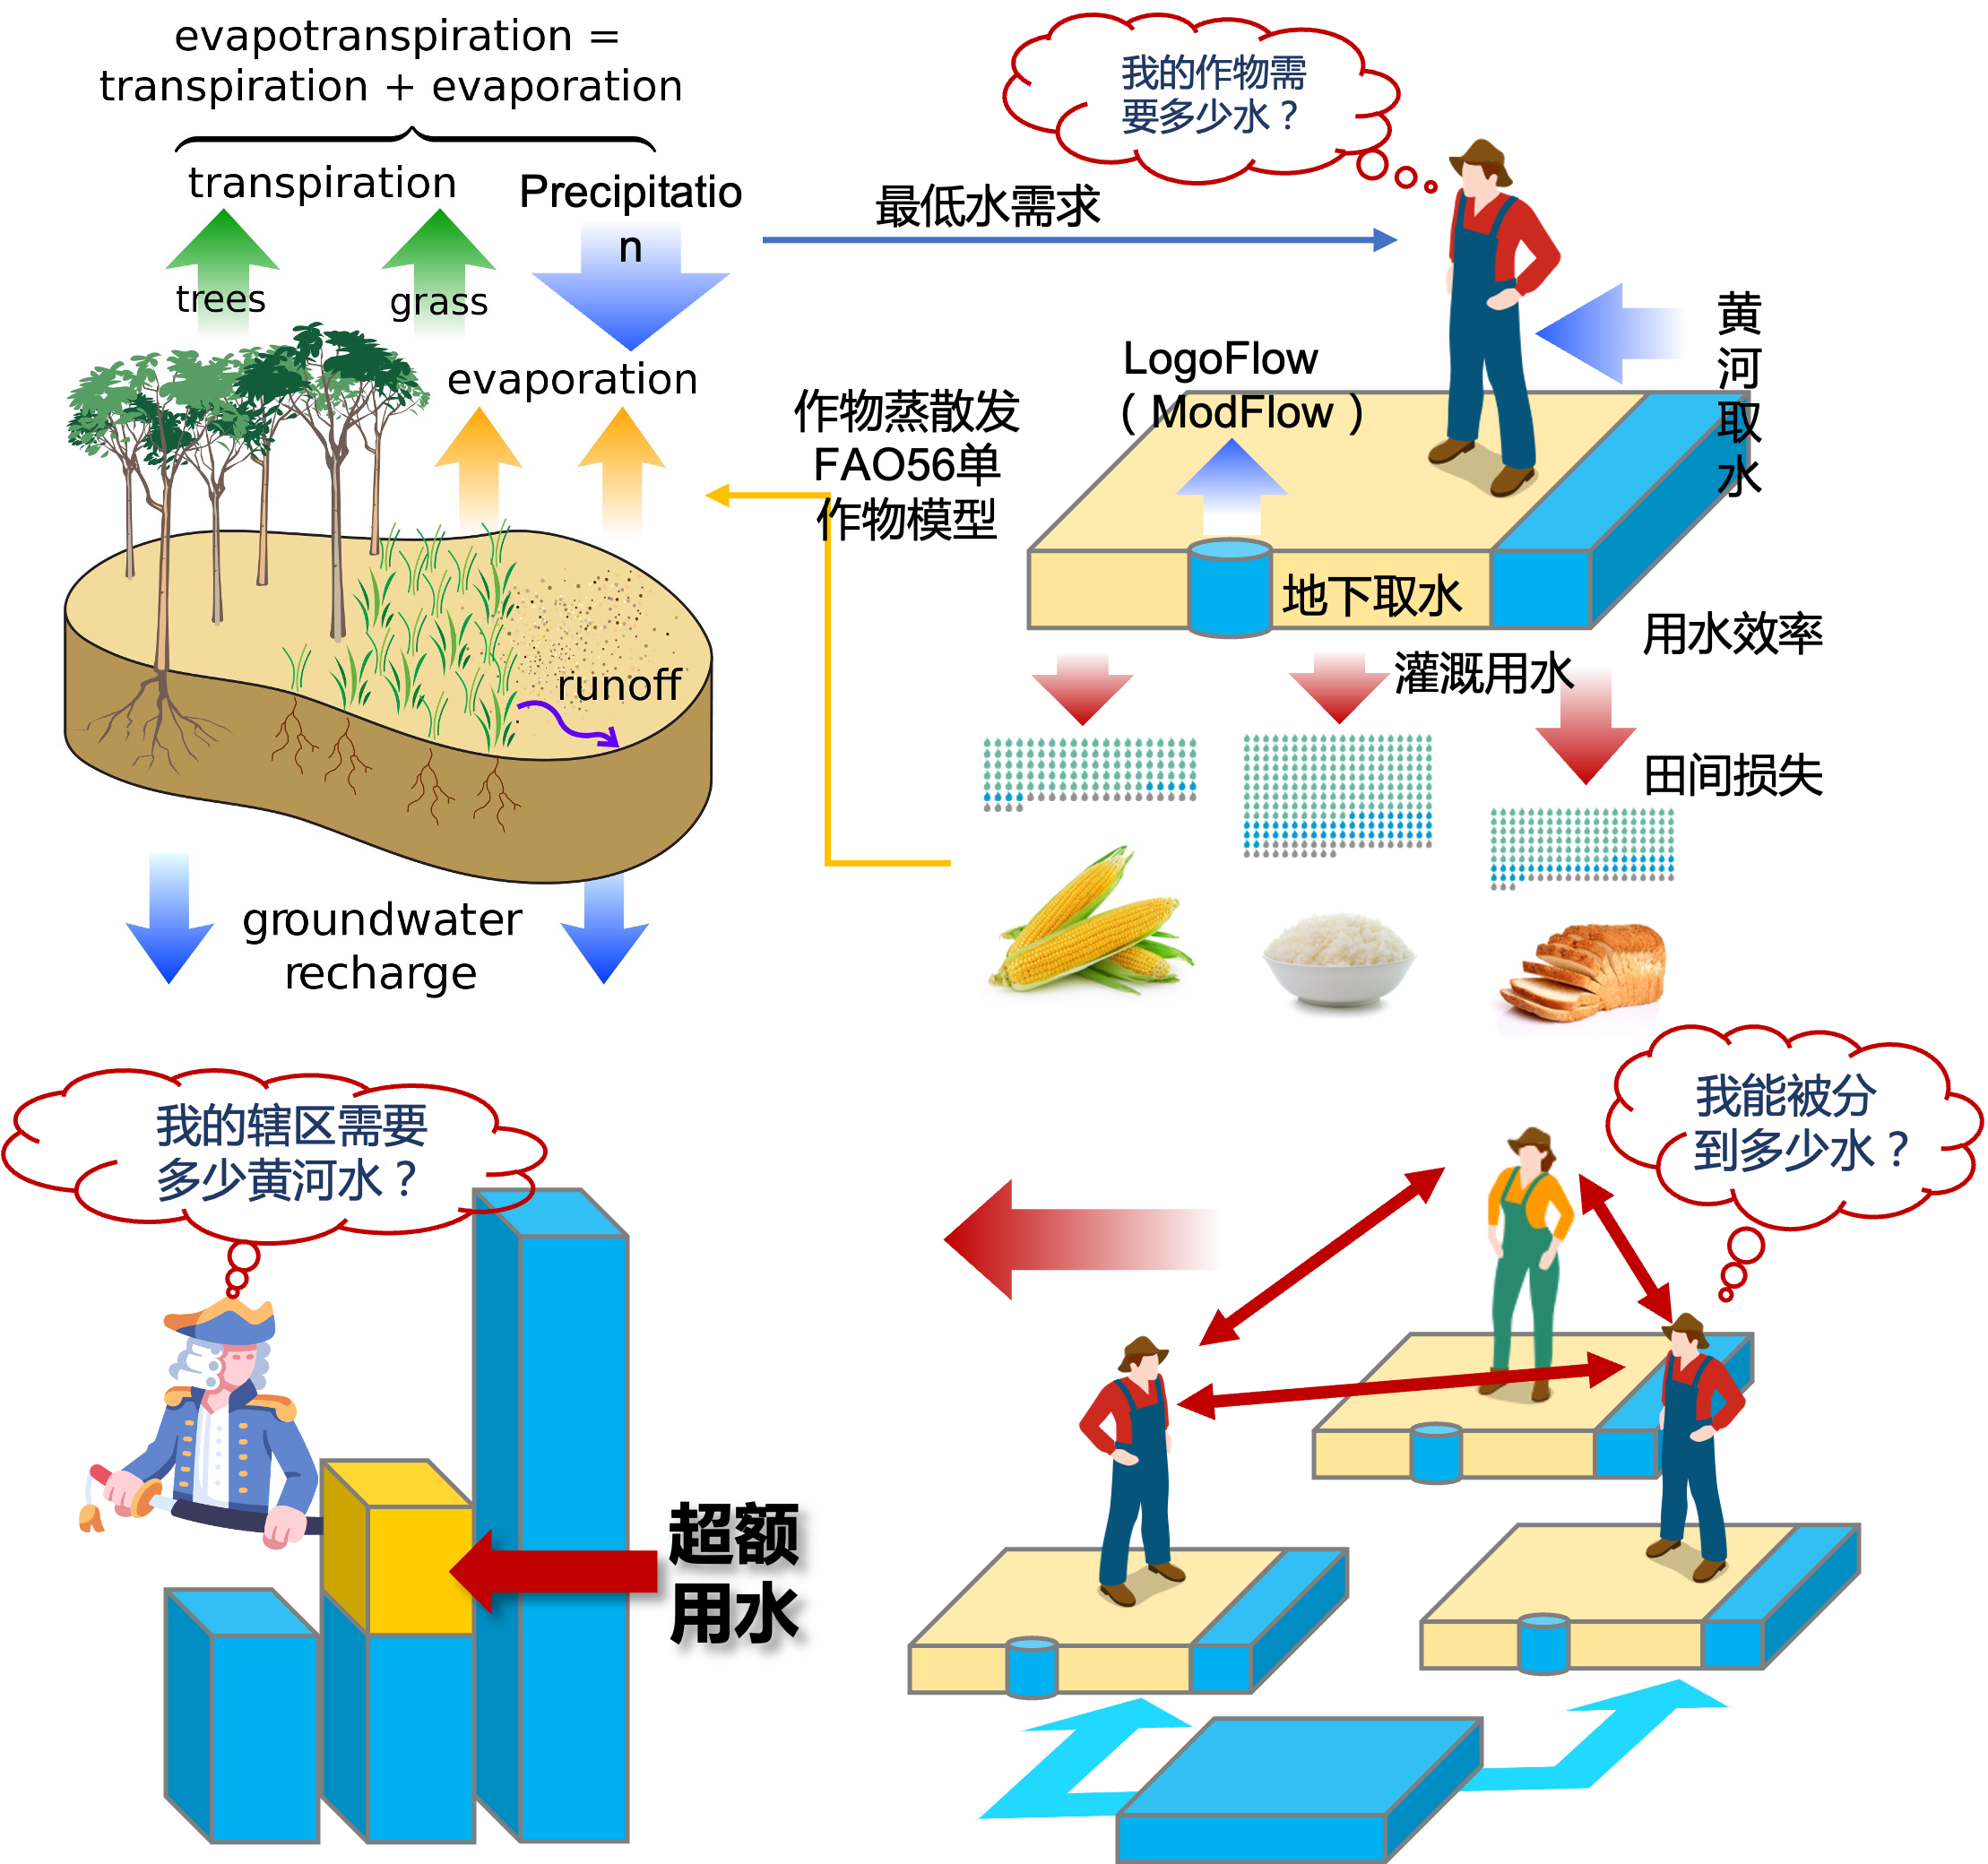 evapotranspiration =
transpiration + evaporation
transpiration
Precipitatio
n
trees
grass
evaporation
runoff
groundwater
recharge
我的作物需
要多少水？
最低水需求
黄
河
取
水
LogoFlow
（ModFlow）
作物蒸散发
FAO56单
作物模型
地下取水
用水效率
灌溉用水
田间损失
我的辖区需要
多少黄河水？
我能被分
到多少水？
超额
用水